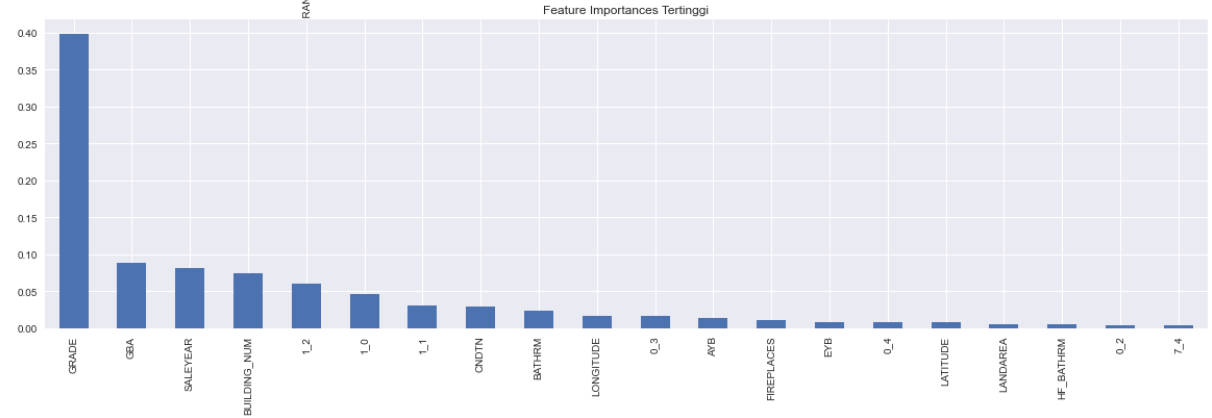 RAN
Feature Importances Tertinggi
0.40
0.35
0.30
0.25
0.20
0.15
0.10
0.05
0.00
GRADE
GBA
SALEYEAR
BUILDING_NUM
1_2
1_0
1_1
CNDTN
BATHRM
LONGITUDE
0_3
AYB
FIREPLACES
EYB
0_4
LATITUDE
LANDAREA
HF_BATHRM
0_2
7_4